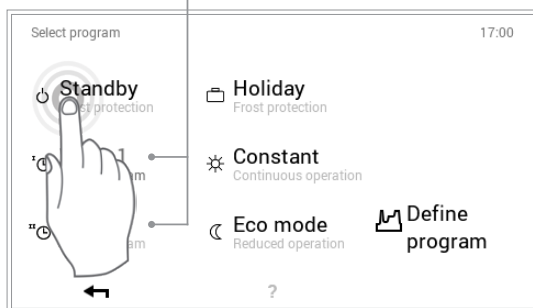 Select program
17:00
Standby
Holiday
Frost protection
Constant
Continuous operation
Eco mode
Reduced operation
Define
program
?